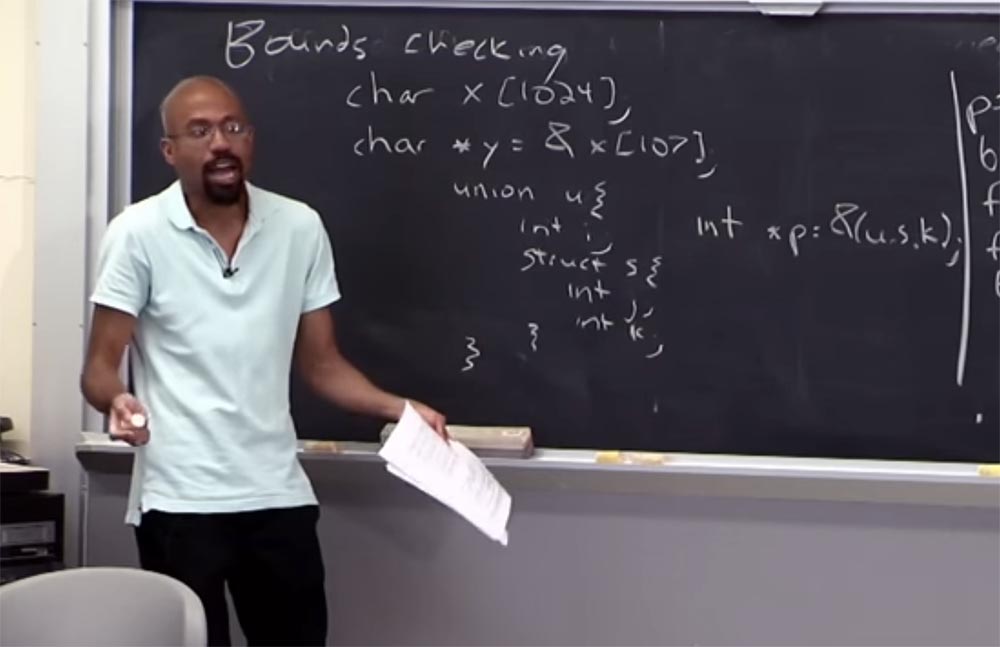 Bounds checking
char x[1024];
char *y = & x[107];
union u{
int i;
struct s{
int j;
int k;
}
}
int *p = &(u.s.k);
p=
b
f
f